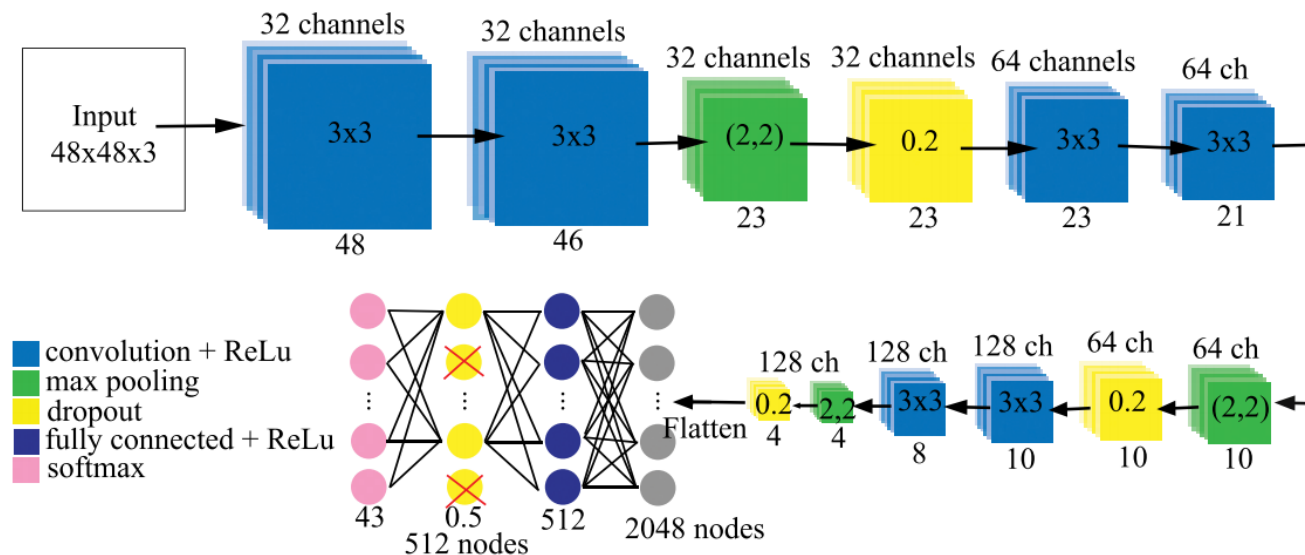 32 channels
32 channels
32 channels
32 channels
64 channels
64 ch
Input
48x48x3
3x3
3x3
(2,2)
0.2
3x3
3x3
48
46
23
23
23
21
convolution + ReLu
max pooling
dropout
fully connected + ReLu
softmax
43
0.5
512 nodes
512
2048 nodes
...
...
...
...
Flatten
128 ch
128 ch
128 ch
64 ch
64 ch
0.2
2,2
3x3
3x3
0.2
(2,2)
4
4
8
10
10
10